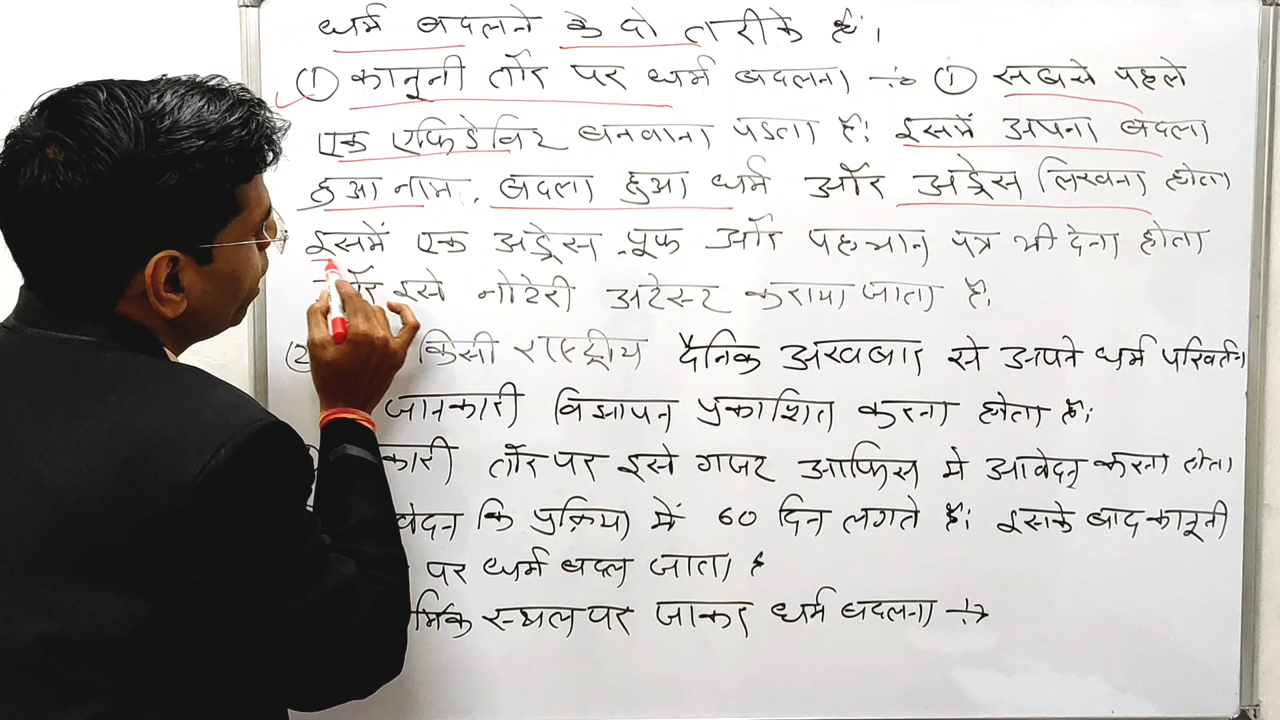 धर्म बदलने के दो तरीके हैं।
① कानूनी तौर पर धर्म बदलना → ① सबसे पहले
एक एफिडेविट बनवाना पडता है। इसमें अपना बदला
हुआ नाम, बदला हुआ धर्म और अड्रेस लिखना होता
इसमें एक अड्रेस प्रूफ और पहचान पत्र भी देना होता
और इसे नोटेरी अटेस्ट कराया जाता है,
किसी राष्ट्रीय दैनिक अखबार से अपने धर्म परिवर्तन
जानकारी विज्ञापन प्रकाशित करना होता है।
कारी तौर पर इसे गजट आफिस मे आवेदन करना होता
वेदन कि प्रक्रिया में 60 दिन लगते है। इसके बाद कानूनी
पर धर्म बदल जाता है
र्मिक स्थल पर जाकर धर्म बदलना →